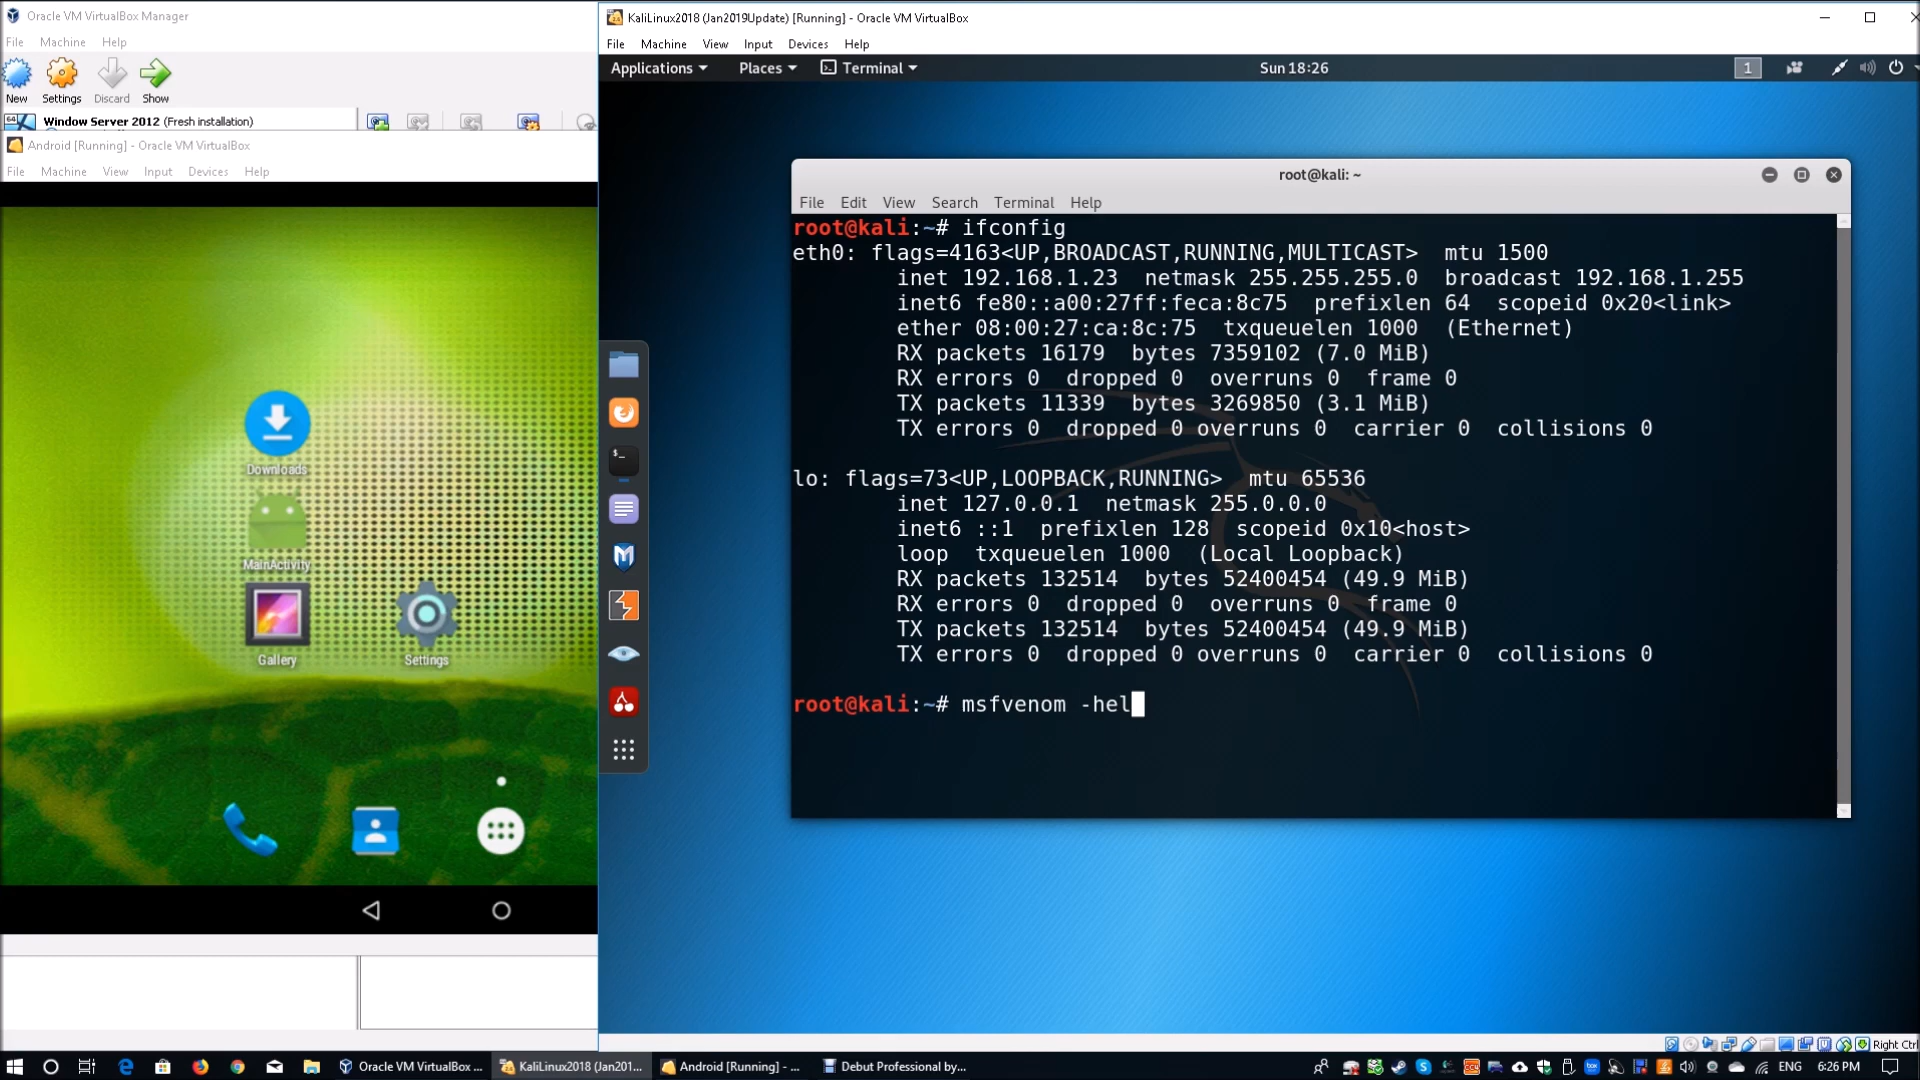 Oracle VM VirtualBox Manager
File Machine Help
New Settings Discard Show
64 Window Server 2012 (Fresh installation)
Android [Running] - Oracle VM VirtualBox
File Machine View Input Devices Help
Downloads
MainActivity
Gallery
Settings
KaliLinux2018 (Jan2019Update) [Running] - Oracle VM VirtualBox
File Machine View Input Devices Help
Applications Places Terminal Sun 18:26 1
root@kali: ~
File Edit View Search Terminal Help
root@kali:~# ifconfig
eth0: flags=4163<UP,BROADCAST,RUNNING,MULTICAST>  mtu 1500
inet 192.168.1.23  netmask 255.255.255.0  broadcast 192.168.1.255
inet6 fe80::a00:27ff:feca:8c75  prefixlen 64  scopeid 0x20<link>
ether 08:00:27:ca:8c:75  txqueuelen 1000  (Ethernet)
RX packets 16179  bytes 7359102 (7.0 MiB)
RX errors 0  dropped 0  overruns 0  frame 0
TX packets 11339  bytes 3269850 (3.1 MiB)
TX errors 0  dropped 0 overruns 0  carrier 0  collisions 0
lo: flags=73<UP,LOOPBACK,RUNNING>  mtu 65536
inet 127.0.0.1  netmask 255.0.0.0
inet6 ::1  prefixlen 128  scopeid 0x10<host>
loop  txqueuelen 1000  (Local Loopback)
RX packets 132514  bytes 52400454 (49.9 MiB)
RX errors 0  dropped 0  overruns 0  frame 0
TX packets 132514  bytes 52400454 (49.9 MiB)
TX errors 0  dropped 0 overruns 0  carrier 0  collisions 0
root@kali:~# msfvenom -hel
Right Ctrl
Oracle VM VirtualBox ... KaliLinux2018 (Jan201... Android [Running] - ... Debut Professional by... ENG 6:26 PM